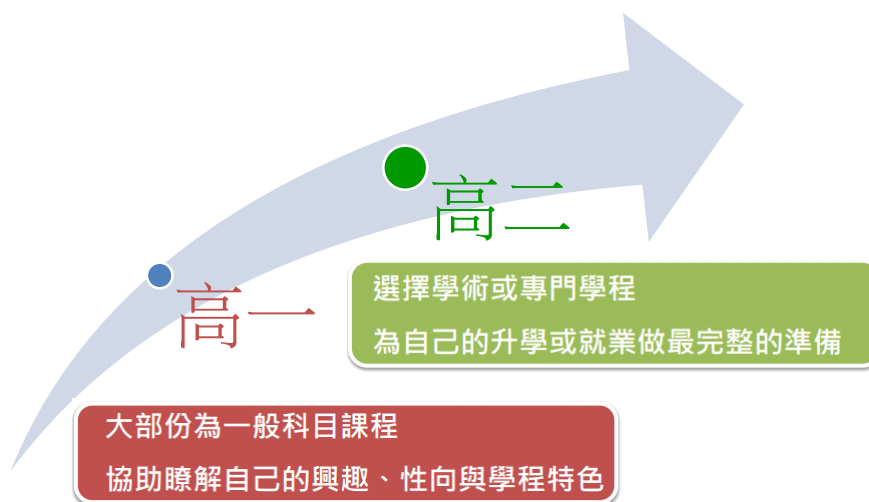 高二
選擇學術或專門學程
為自己的升學或就業做最完整的準備
高一
大部份為一般科目課程
協助瞭解自己的興趣、性向與學程特色